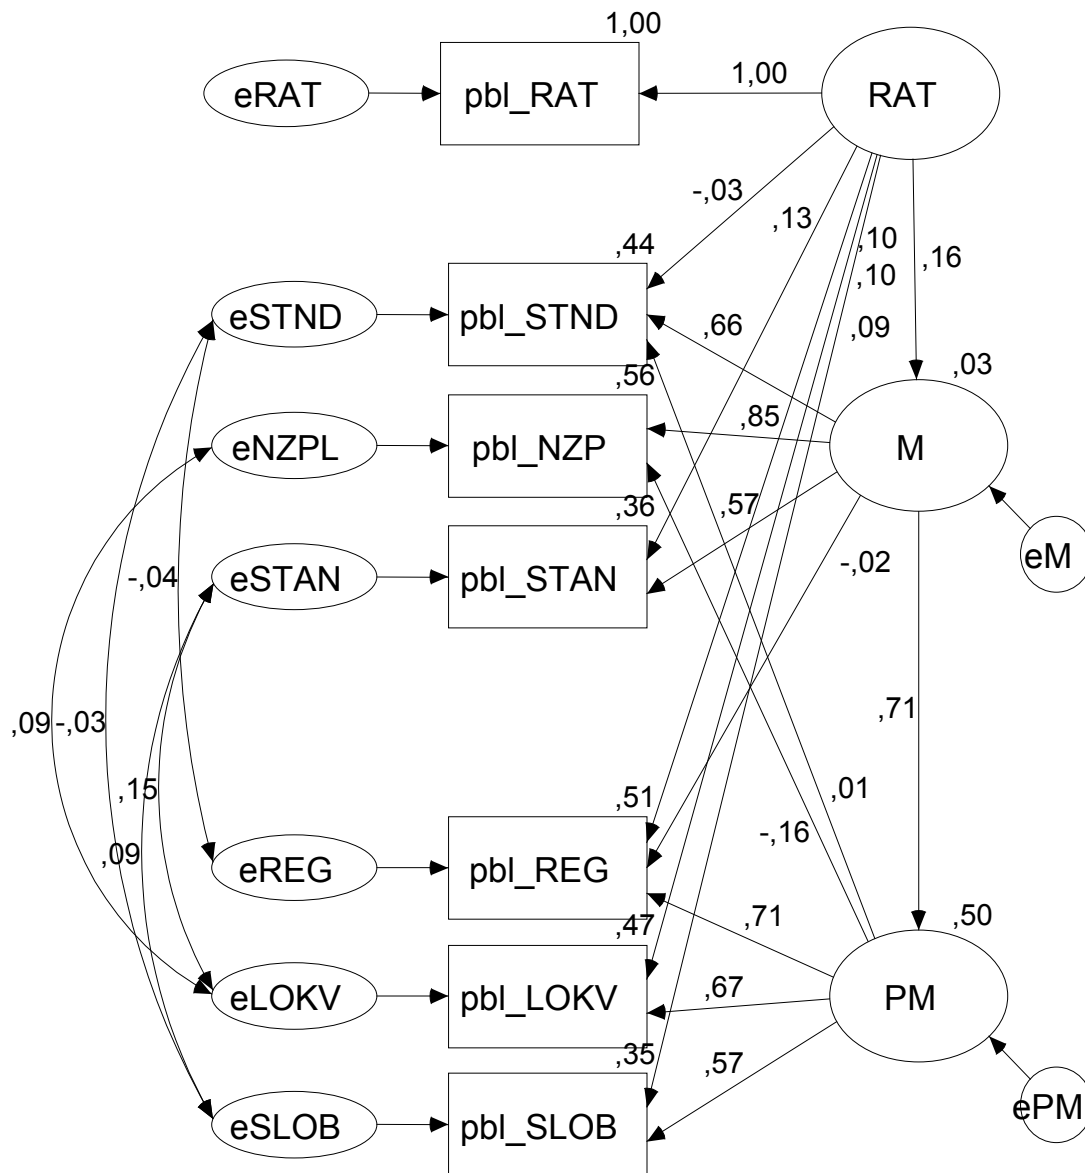 1,00
eRAT pbl_RAT 1,00 RAT
-,03 ,13 ,10 ,16
,44 ,10
eSTND pbl_STND ,66 ,09
,56 ,03
eNZPL pbl_NZP ,85 M
,36 ,57
eSTAN pbl_STAN -,02 eM
-,04
,09 -,03 ,71
,15 ,51 ,01
,09 -,16
eREG pbl_REG
,47 ,71 ,50
eLOKV pbl_LOKV ,67 PM
,35 ,57
eSLOB pbl_SLOB ePM